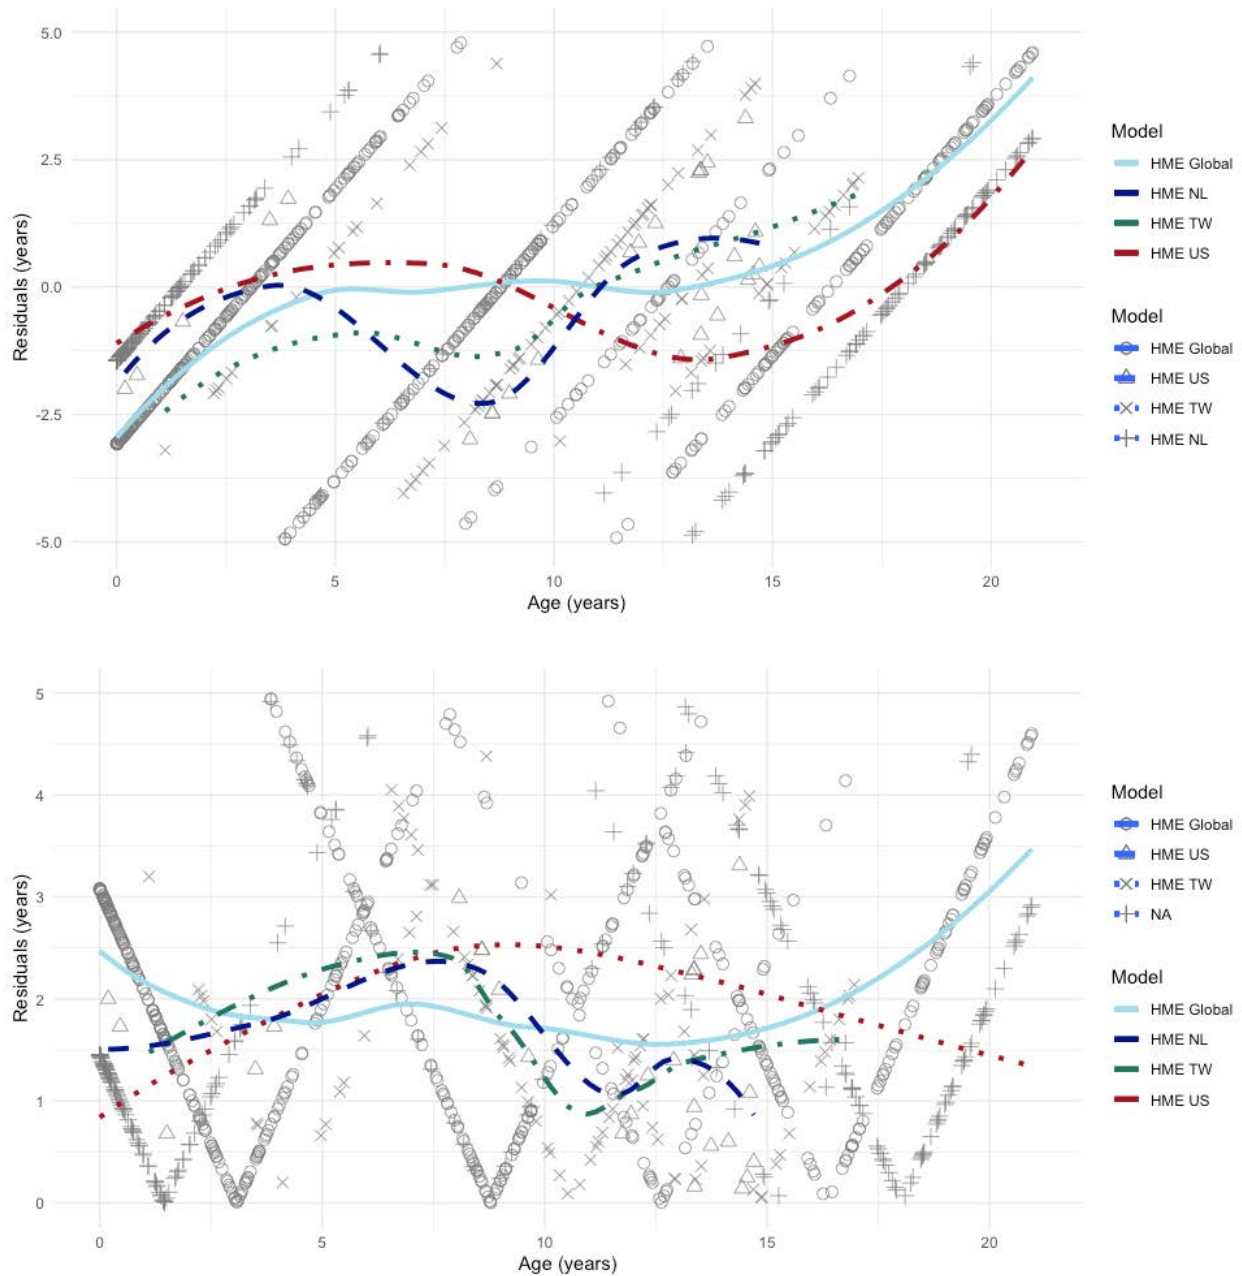 5.0
2.5
0.0
-2.5
-5.0
Residuals (years)
0 5 10 15 20
Age (years)
Model
HME Global
HME NL
HME TW
HME US
Model
HME Global
HME US
HME TW
HME NL
5
4
3
2
1
0
Residuals (years)
0 5 10 15 20
Age (years)
Model
HME Global
HME US
HME TW
NA
Model
HME Global
HME NL
HME TW
HME US